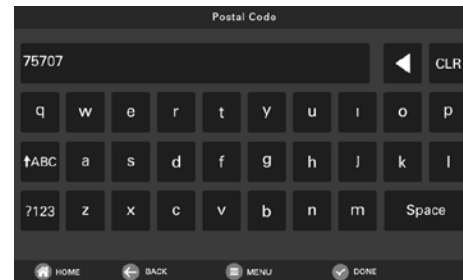 Postal Code
75707 CLR
q w e r t y u i o p
↑ABC a s d f g h j k l
?123 z x c v b n m Space
HOME BACK MENU DONE